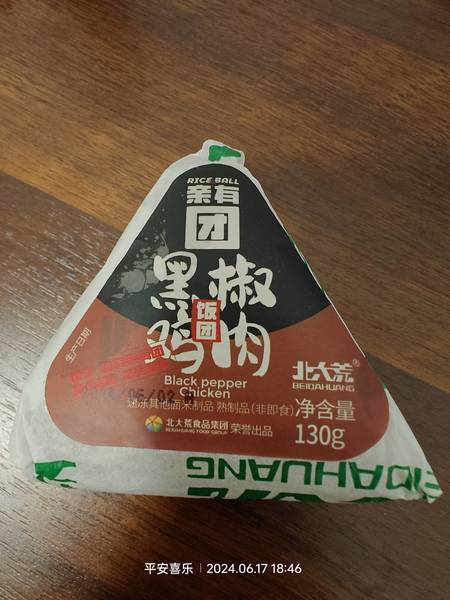 RICE BALL
亲有
团
黑椒
鸡肉
饭团
Black pepper
Chicken
北大荒
BEIDAHUANG
生产日期
速冻其他面米制品 熟制品(非即食)
净含量
130g
北大荒食品集团 荣誉出品
BEIDAHUANG FOOD GROUP
EIDAHUANG
平安喜乐 | 2024.06.17 18:46